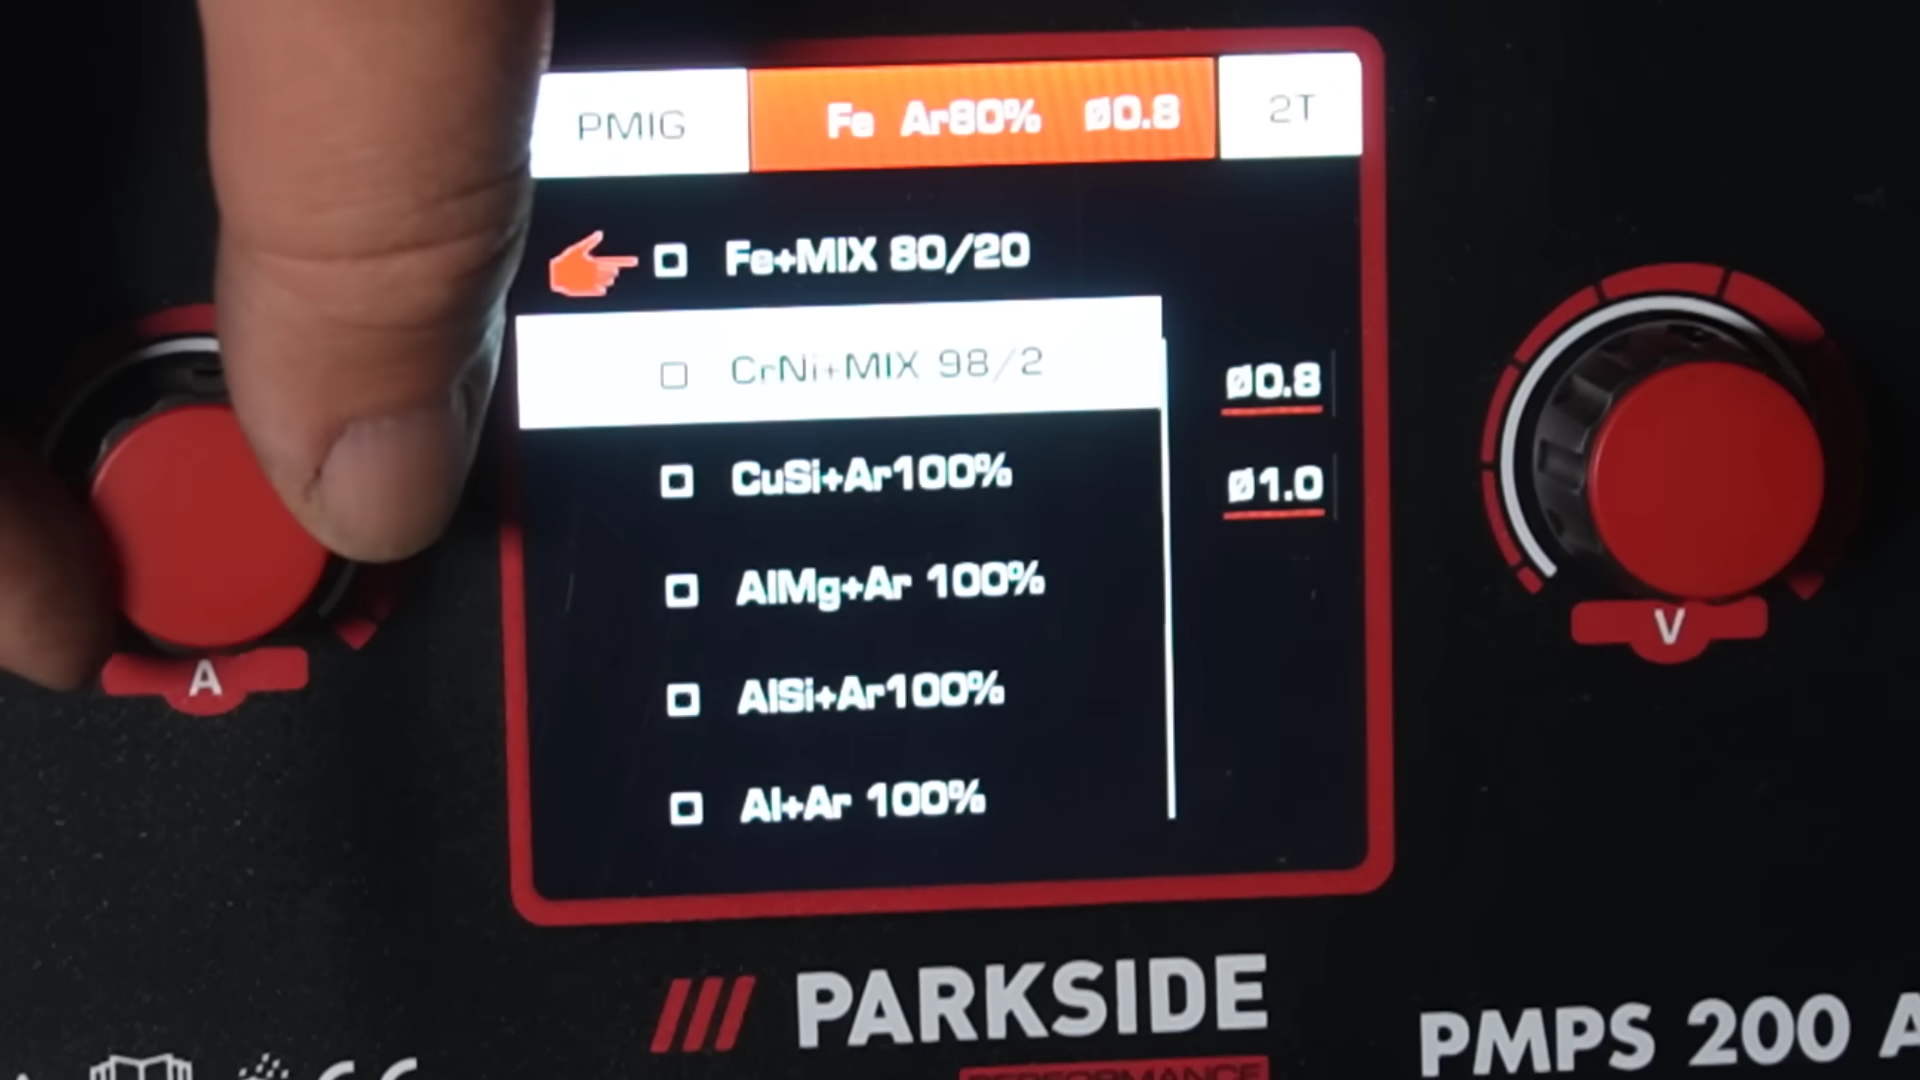 PMIG Fe Ar80% Ø0.8 2T
Fe+MIX 80/20
CrNi+MIX 98/2
Ø0.8
CuSi+Ar100%
Ø1.0
AlMg+Ar 100%
AlSi+Ar100%
Al+Ar 100%
A
V
PARKSIDE
PERFORMANCE
PMPS 200 A